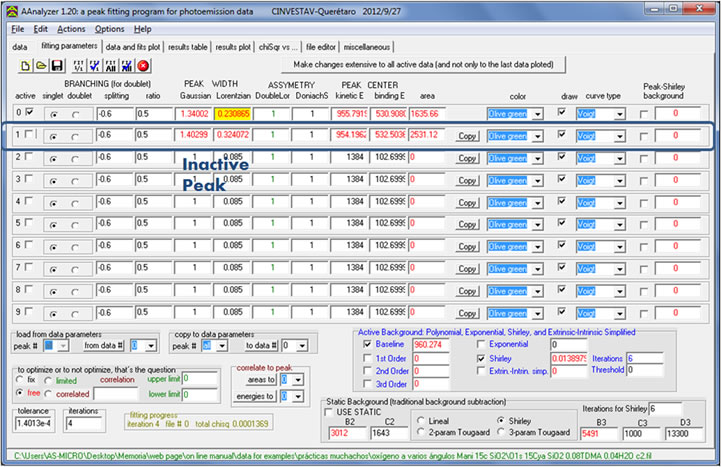 AAnalyzer 1.20: a peak fitting program for photoemission data CINVESTAV-Querétaro 2012/9/27
File Edit Actions Options Help
data fitting parameters data and fits plot results table results plot chiSqr vs ... file editor miscellaneous
Make changes extensive to all active data (and not only to the last data ploted)
BRANCHING (for doublet) PEAK WIDTH ASSYMETRY PEAK CENTER Peak-Shirley
active singlet doublet splitting ratio Gaussian Lorentzian DoubleLor DoniachS kinetic E binding E area color draw curve type background
0 -0.6 0.5 1.34002 0.230865 1 1 955.7919 530.9080 1635.66 Olive green Voigt 0
1 -0.6 0.5 1.40299 0.324072 1 1 954.1962 532.5036 2531.12 Copy Olive green Voigt 0
2 -0.6 0.5 1 0.085 1 1 1384 102.6999 0 Copy Olive green Voigt 0
Inactive
3 -0.6 0.5 1 0.085 1 1 1384 102.6999 0 Copy Olive green Voigt 0
Peak
4 -0.6 0.5 1 0.085 1 1 1384 102.6999 0 Copy Olive green Voigt 0
5 -0.6 0.5 1 0.085 1 1 1384 102.6999 0 Copy Olive green Voigt 0
6 -0.6 0.5 1 0.085 1 1 1384 102.6999 0 Copy Olive green Voigt 0
7 -0.6 0.5 1 0.085 1 1 1384 102.6999 0 Copy Olive green Voigt 0
8 -0.6 0.5 1 0.085 1 1 1384 102.6999 0 Copy Olive green Voigt 0
9 -0.6 0.5 1 0.085 1 1 1384 102.6999 0 Copy Olive green Voigt 0
load from data parameters
peak # from data # 0
copy to data parameters
peak # all to data # 0
Active Background: Polynomial, Exponential, Shirley, and Extrinsic-Intrinsic Simplified
Baseline 960.274 Exponential 0
1st Order Shirley 0.0138979 Iterations 6
2nd Order Extrin.-Intrin. simp. 0 Threshold 0
3rd Order
to optimize or to not optimize, that's the question
fix limited correlation upper limit 0
free correlated lower limit 0
correlate to peak
areas to 0
energies to 0
tolerance
1.4013e-4
iterations
4
fitting progress
iteration 4 file # 0 total chisq 0.0001369
Static Background (traditional background subtraction)
USE STATIC
B2 C2
3012 1643
Lineal Shirley
2-param Tougaard 3-param Tougaard
Iterations for Shirley 6
B3 C3 D3
5491 1000 13300
C:\Users\AS-MICRO\Desktop\Memoria\web page\on line manual\data for examples\prácticas muchachos\oxigeno a varios ángulos Mani 15c SiO2\O1s 15Cya SiO2 0.08TDMA 0.04H2O c2.fil